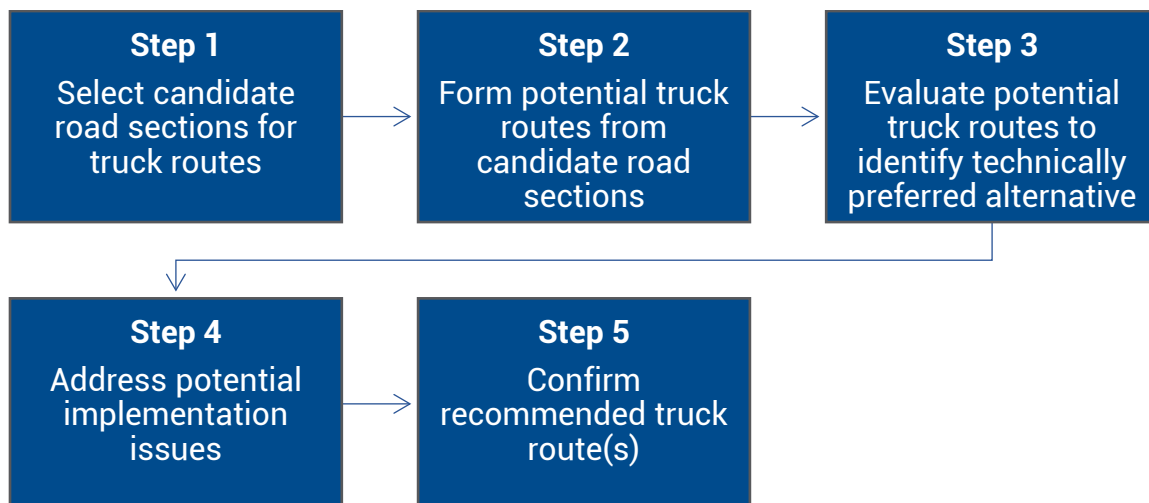 Step 1
Select candidate
road sections for
truck routes
Step 2
Form potential truck
routes from
candidate road
sections
Step 3
Evaluate potential
truck routes to
identify technically
preferred alternative
Step 4
Address potential
implementation
issues
Step 5
Confirm
recommended truck
route(s)